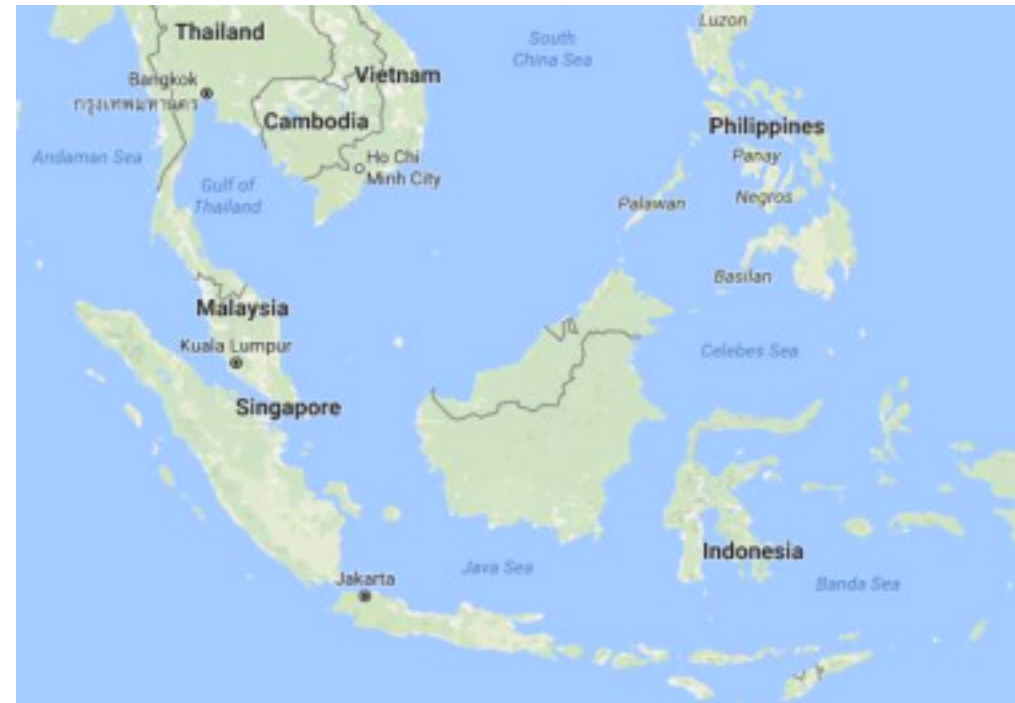 Luzon
Thailand
South
China Sea
Vietnam
Bangkok
กรุงเทพมหานคร
Cambodia
Philippines
Andaman Sea
Ho Chi
Minh City
Panay
Gulf of
Thailand
Negros
Palawan
Basilan
Malaysia
Kuala Lumpur
Celebes Sea
Singapore
Indonesia
Java Sea
Jakarta
Banda Sea